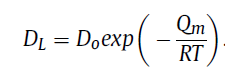 D_L = D_o exp ( − Q_m / RT ).